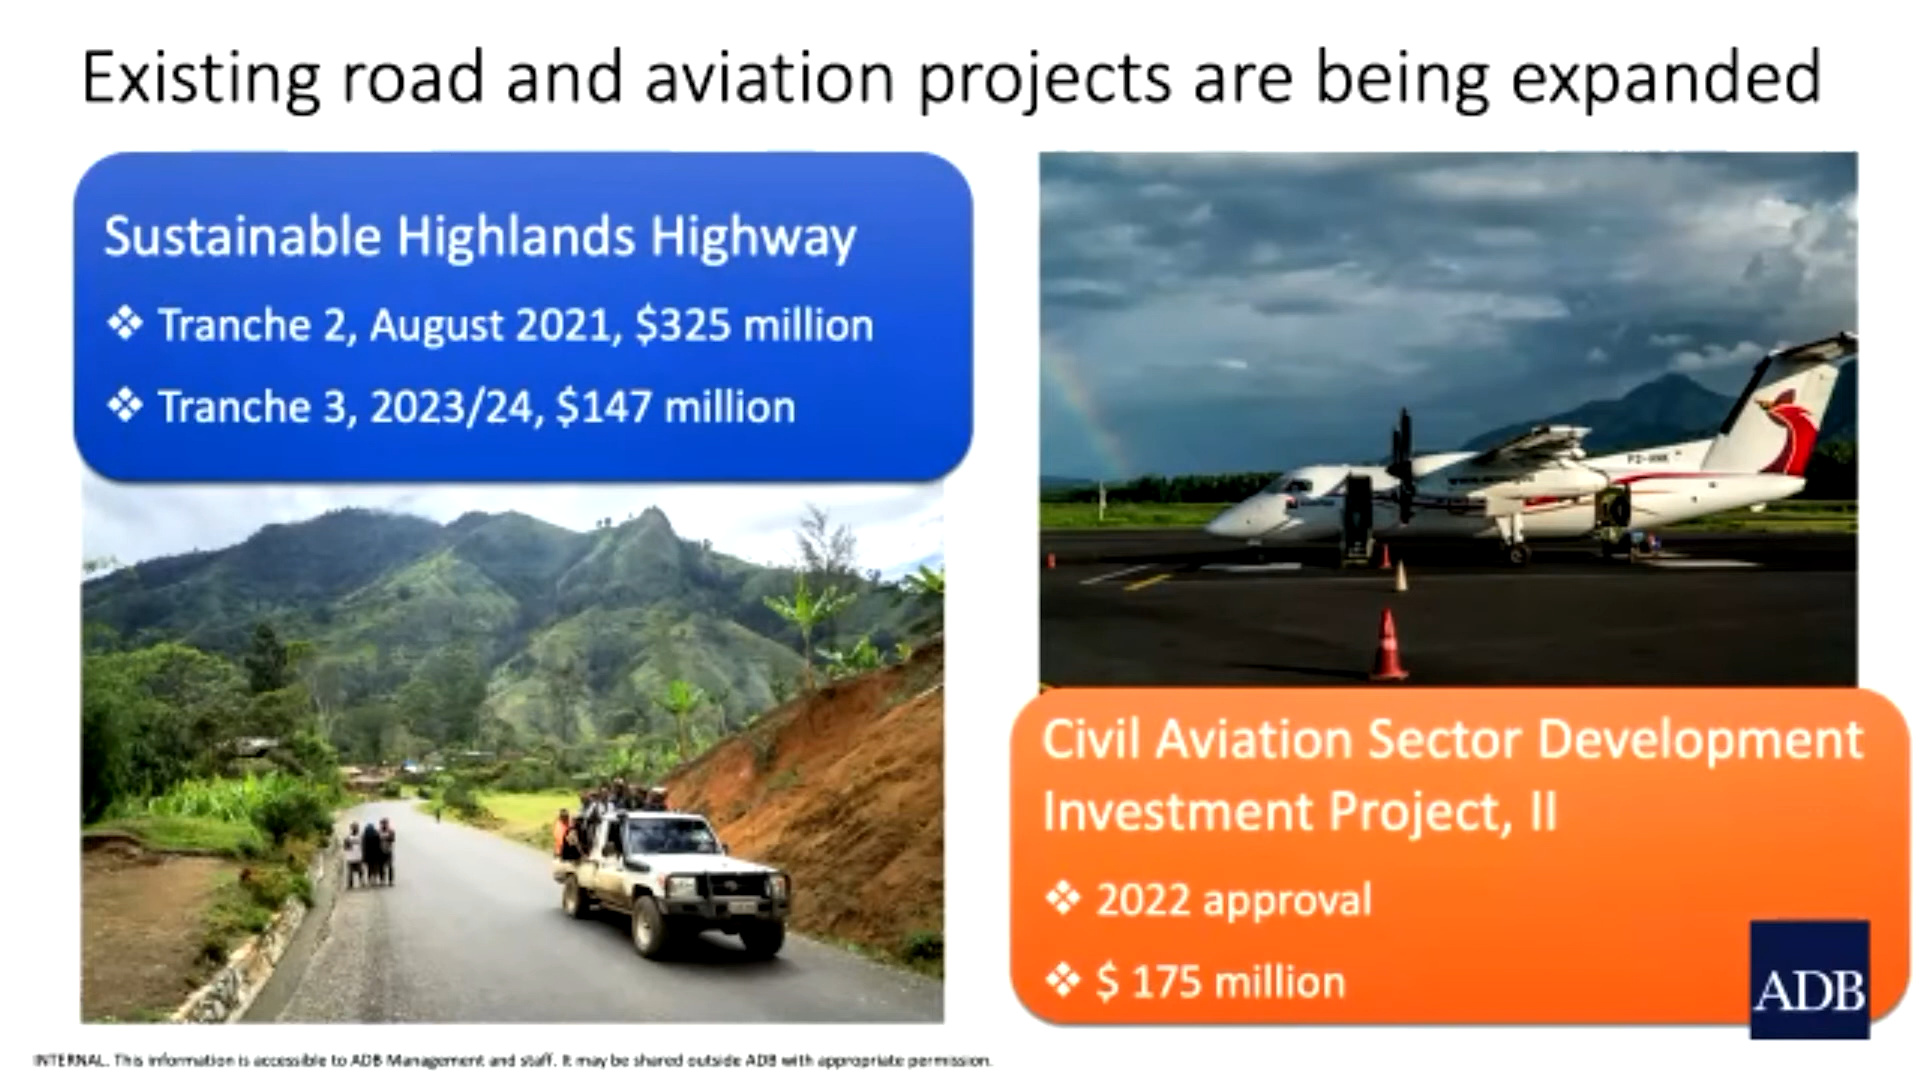 Existing road and aviation projects are being expanded
Sustainable Highlands Highway
❖ Tranche 2, August 2021, $325 million
❖ Tranche 3, 2023/24, $147 million
Civil Aviation Sector Development
Investment Project, II
❖ 2022 approval
❖ $ 175 million
ADB
INTERNAL. This information is accessible to ADB Management and staff. It may be shared outside ADB with appropriate permission.